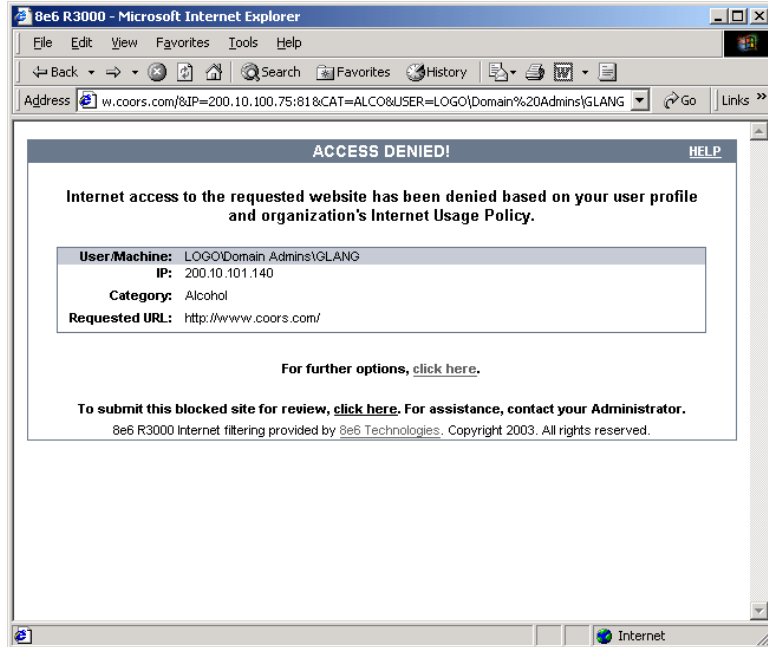 8e6 R3000 - Microsoft Internet Explorer
File Edit View Favorites Tools Help
Back Search Favorites History
Address w.coors.com/&IP=200.10.100.75:81&CAT=ALCO&USER=LOGO\Domain%20Admins\GLANG Go Links »
ACCESS DENIED! HELP
Internet access to the requested website has been denied based on your user profile
and organization's Internet Usage Policy.
User/Machine: LOGO\Domain Admins\GLANG
IP: 200.10.101.140
Category: Alcohol
Requested URL: http://www.coors.com/
For further options, click here.
To submit this blocked site for review, click here. For assistance, contact your Administrator.
8e6 R3000 Internet filtering provided by 8e6 Technologies. Copyright 2003. All rights reserved.
Internet